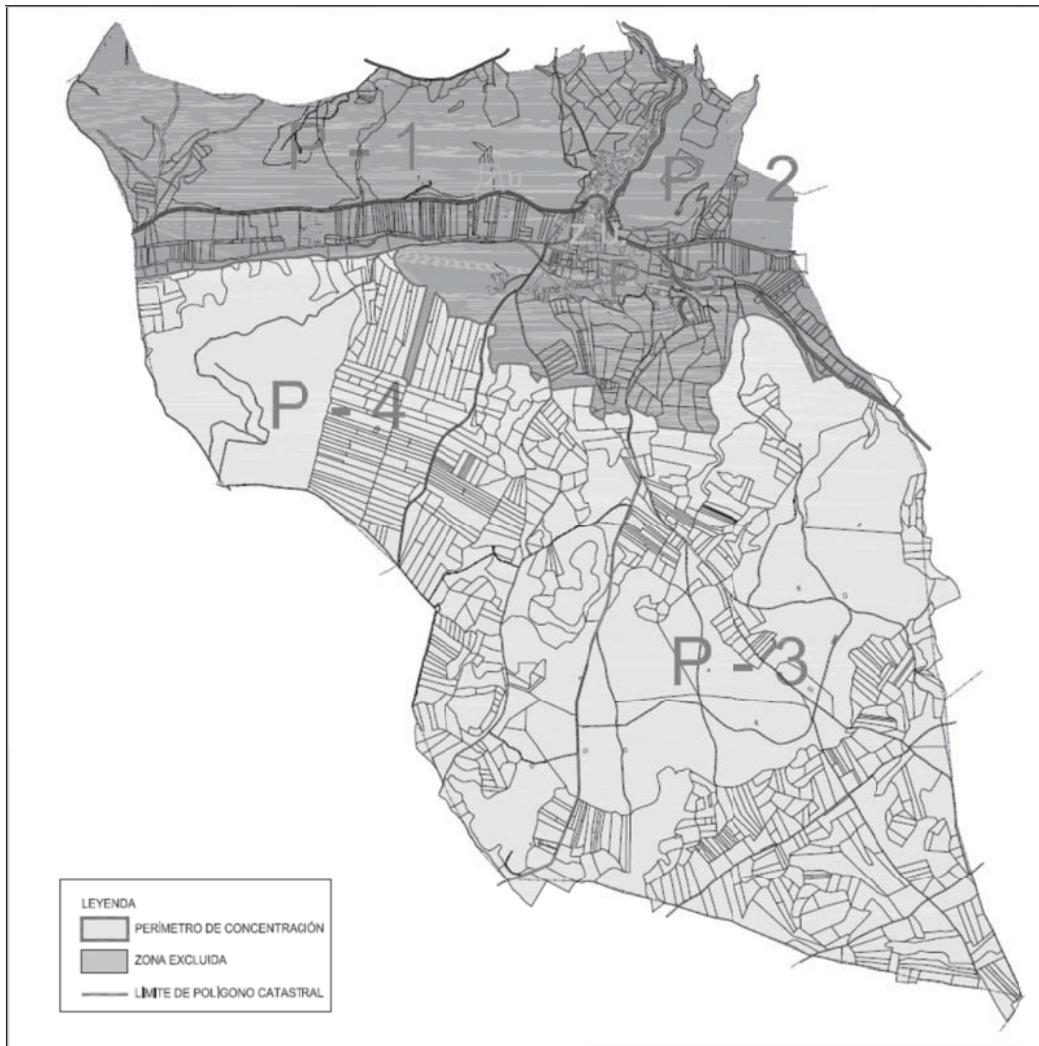 P - 1
P - 2
Z U
P - 5
P - 4
P - 3
LEYENDA
PERÍMETRO DE CONCENTRACIÓN
ZONA EXCLUIDA
LÍMITE DE POLÍGONO CATASTRAL